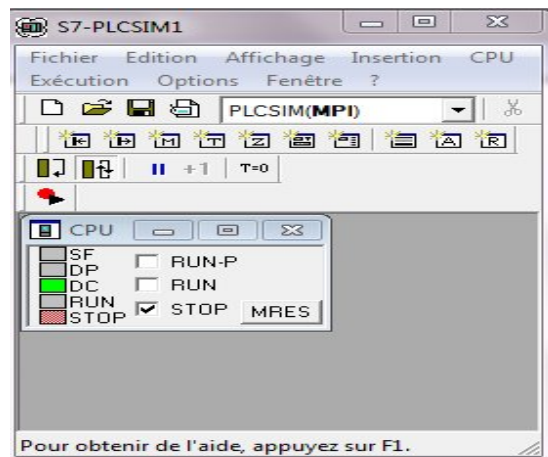 S7-PLCSIM1
Fichier Edition Affichage Insertion CPU
Exécution Options Fenêtre ?
PLCSIM(MPI)
E A M T Z A R
+1 T=0
CPU
SF
DP
DC
RUN
STOP
RUN-P
RUN
STOP MRES
Pour obtenir de l'aide, appuyez sur F1.